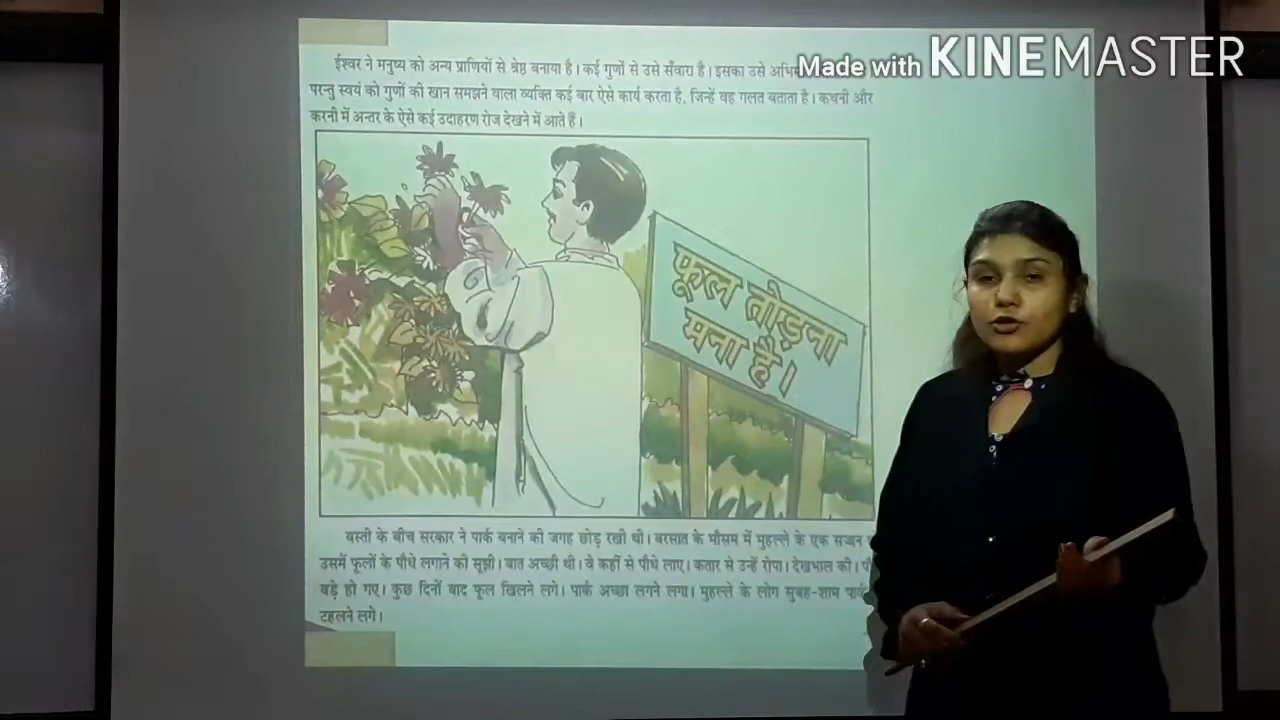 Made with KINEMASTER
ईश्वर ने मनुष्य को अन्य प्राणियों से श्रेष्ठ बनाया है। कई गुणों से उसे सँवारा है। इसका उसे
परन्तु स्वयं को गुणों की खान समझने वाला व्यक्ति कई बार ऐसे कार्य करता है, जिन्हें वह गलत बताता है। कथनी और
करनी में अन्तर के ऐसे कई उदाहरण रोज देखने में आते हैं।
फूल तोड़ना
मना है।
बस्ती के बीच सरकार ने पार्क बनाने की जगह छोड़ रखी थी। बरसात के मौसम में मुहल्ले के एक सज्जन
उसमें फूलों के पौधे लगाने की सूझी। बात अच्छी थी। वे कहीं से पौधे लाए। कतार से उन्हें रोपा। देखभाल की।
बड़े हो गए। कुछ दिनों बाद फूल खिलने लगे। पार्क अच्छा लगने लगा। मुहल्ले के लोग सुबह-शाम
टहलने लगे।